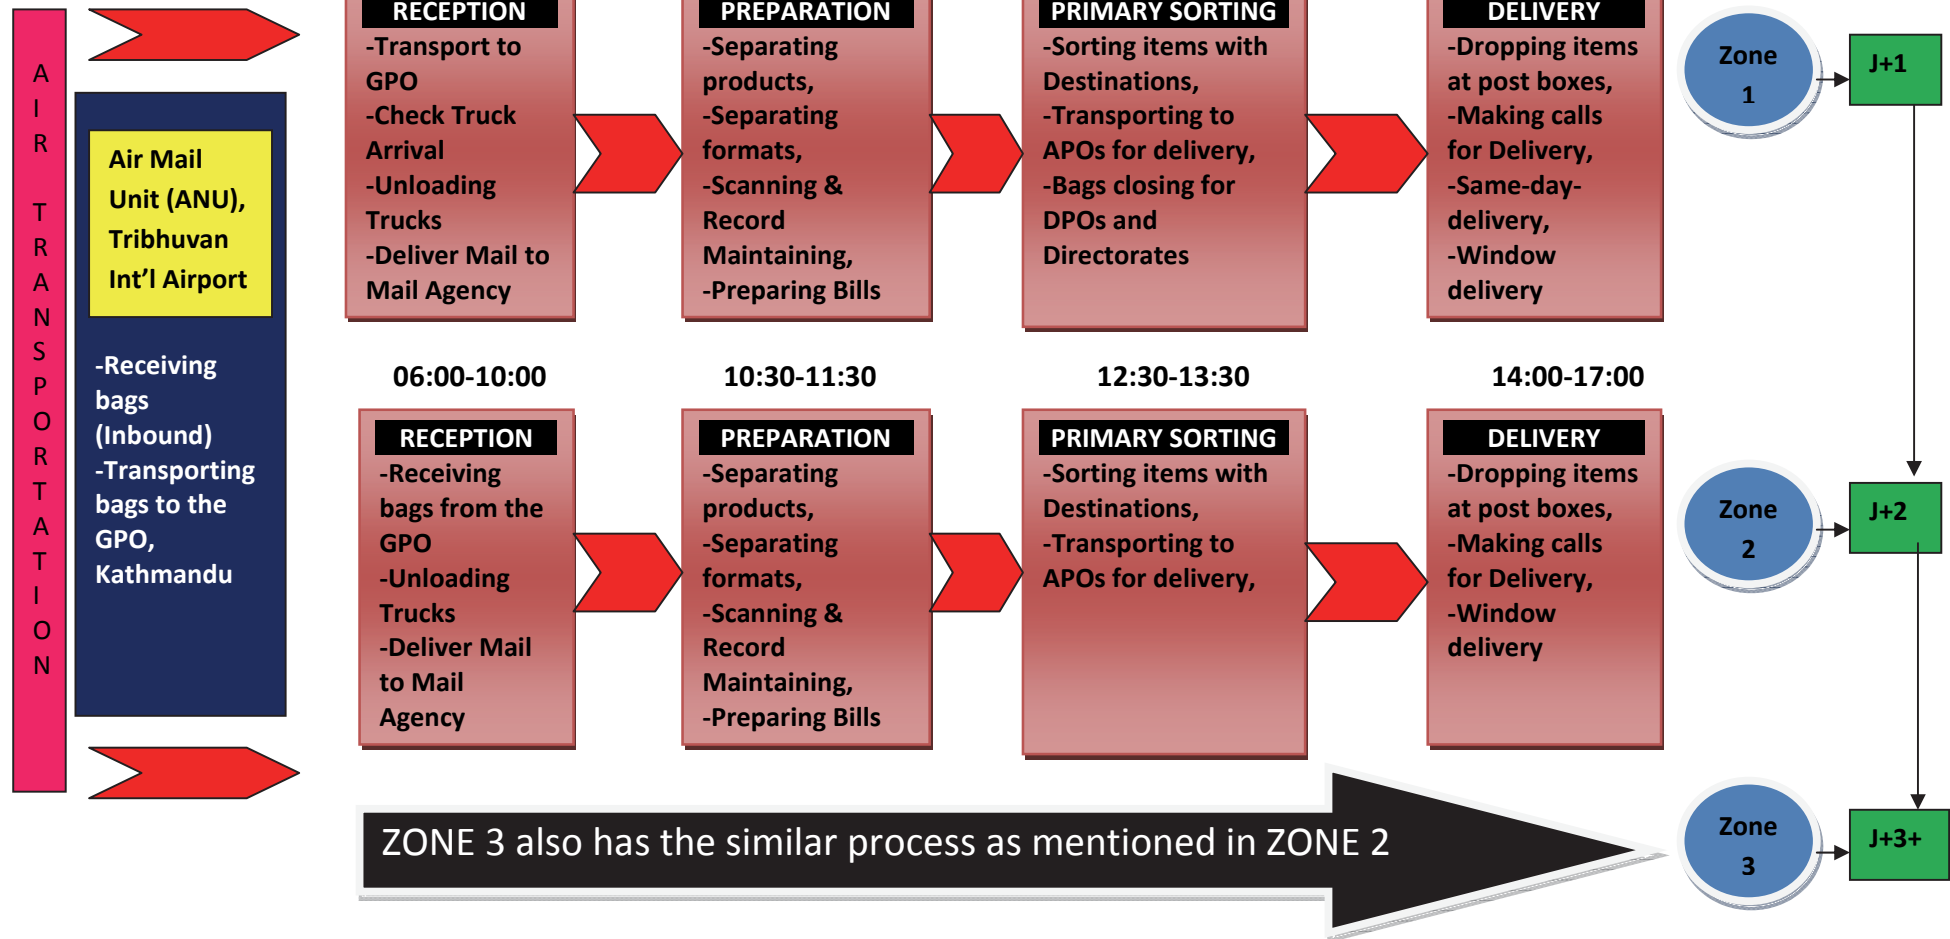 AIR TRANSPORTATION
Air Mail
Unit (ANU),
Tribhuvan
Int'l Airport
-Receiving
bags
(Inbound)
-Transporting
bags to the
GPO,
Kathmandu
RECEPTION
-Transport to
GPO
-Check Truck
Arrival
-Unloading
Trucks
-Deliver Mail to
Mail Agency
PREPARATION
-Separating
products,
-Separating
formats,
-Scanning &
Record
Maintaining,
-Preparing Bills
PRIMARY SORTING
-Sorting items with
Destinations,
-Transporting to
APOs for delivery,
-Bags closing for
DPOs and
Directorates
DELIVERY
-Dropping items
at post boxes,
-Making calls
for Delivery,
-Same-day-
delivery,
-Window
delivery
Zone
1
J+1
06:00-10:00
10:30-11:30
12:30-13:30
14:00-17:00
RECEPTION
-Receiving
bags from the
GPO
-Unloading
Trucks
-Deliver Mail
to Mail
Agency
PREPARATION
-Separating
products,
-Separating
formats,
-Scanning &
Record
Maintaining,
-Preparing Bills
PRIMARY SORTING
-Sorting items with
Destinations,
-Transporting to
APOs for delivery,
DELIVERY
-Dropping items
at post boxes,
-Making calls
for Delivery,
-Window
delivery
Zone
2
J+2
ZONE 3 also has the similar process as mentioned in ZONE 2
Zone
3
J+3+